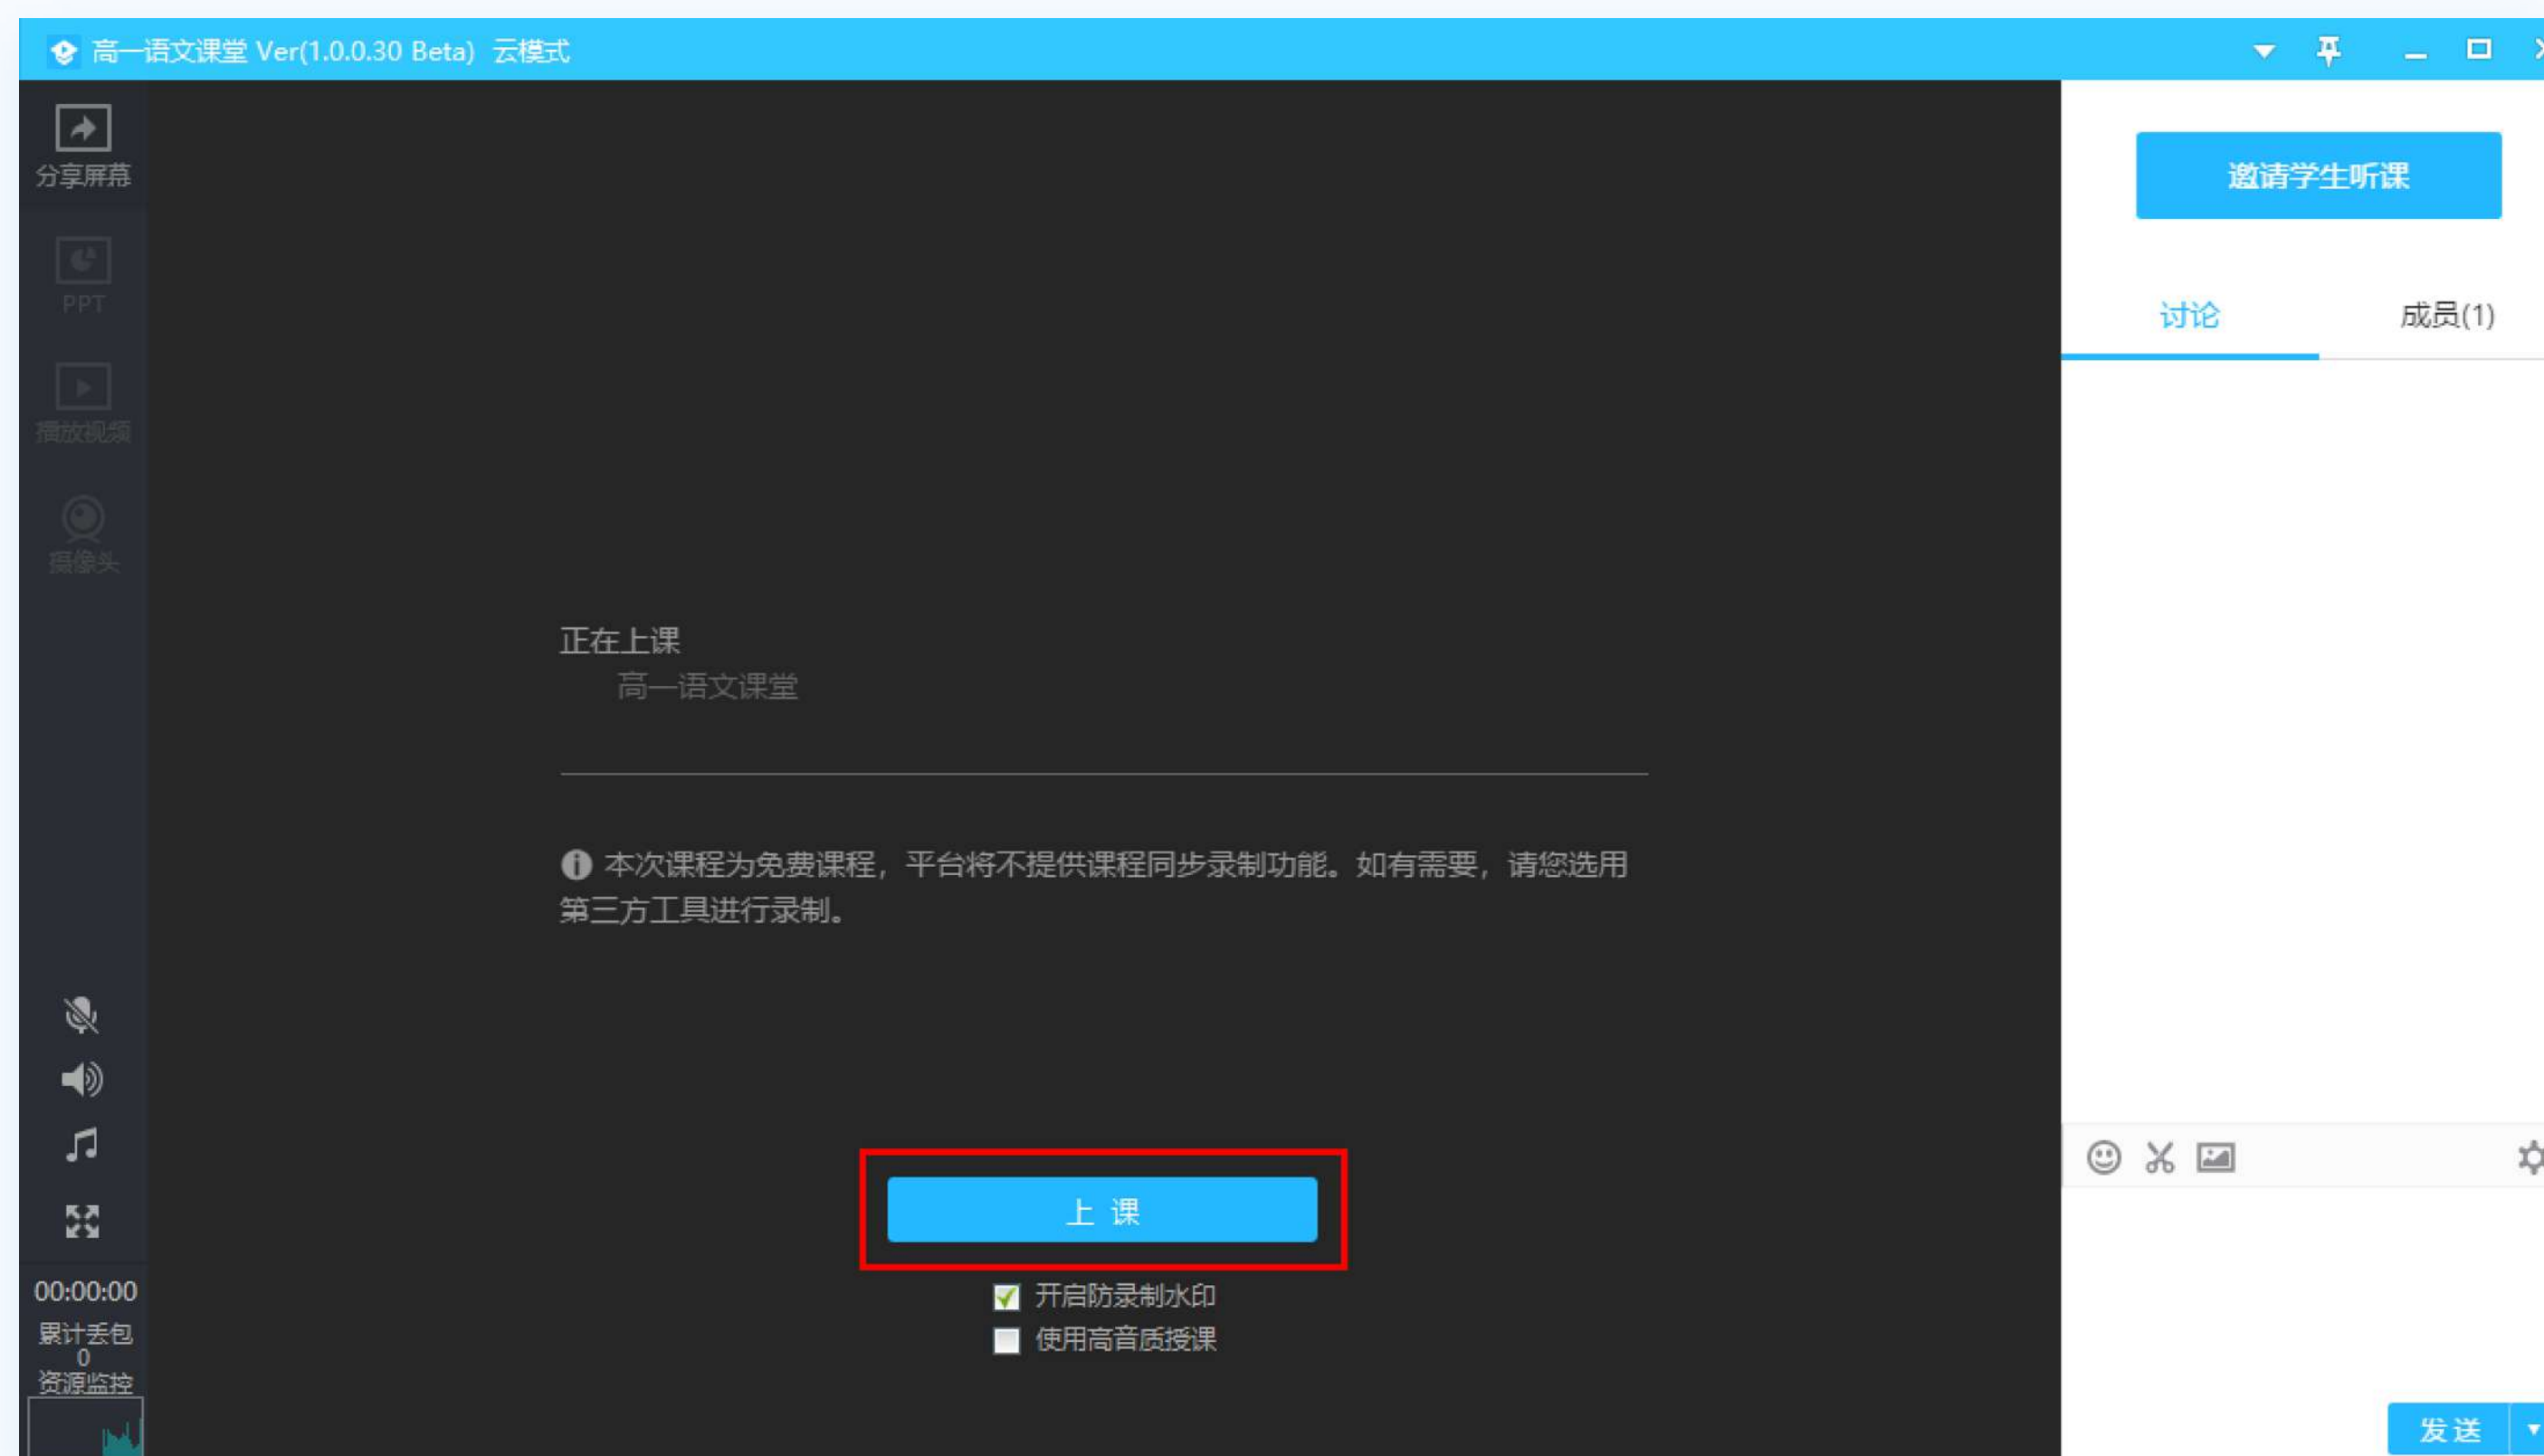 高一语文课堂 Ver(1.0.0.30 Beta) 云模式
分享屏幕
PPT
播放视频
摄像头
正在上课
高一语文课堂
本次课程为免费课程，平台将不提供课程同步录制功能。如有需要，请您选用
第三方工具进行录制。
上 课
开启防录制水印
使用高音质授课
00:00:00
累计丢包
0
资源监控
邀请学生听课
讨论 成员(1)
发送